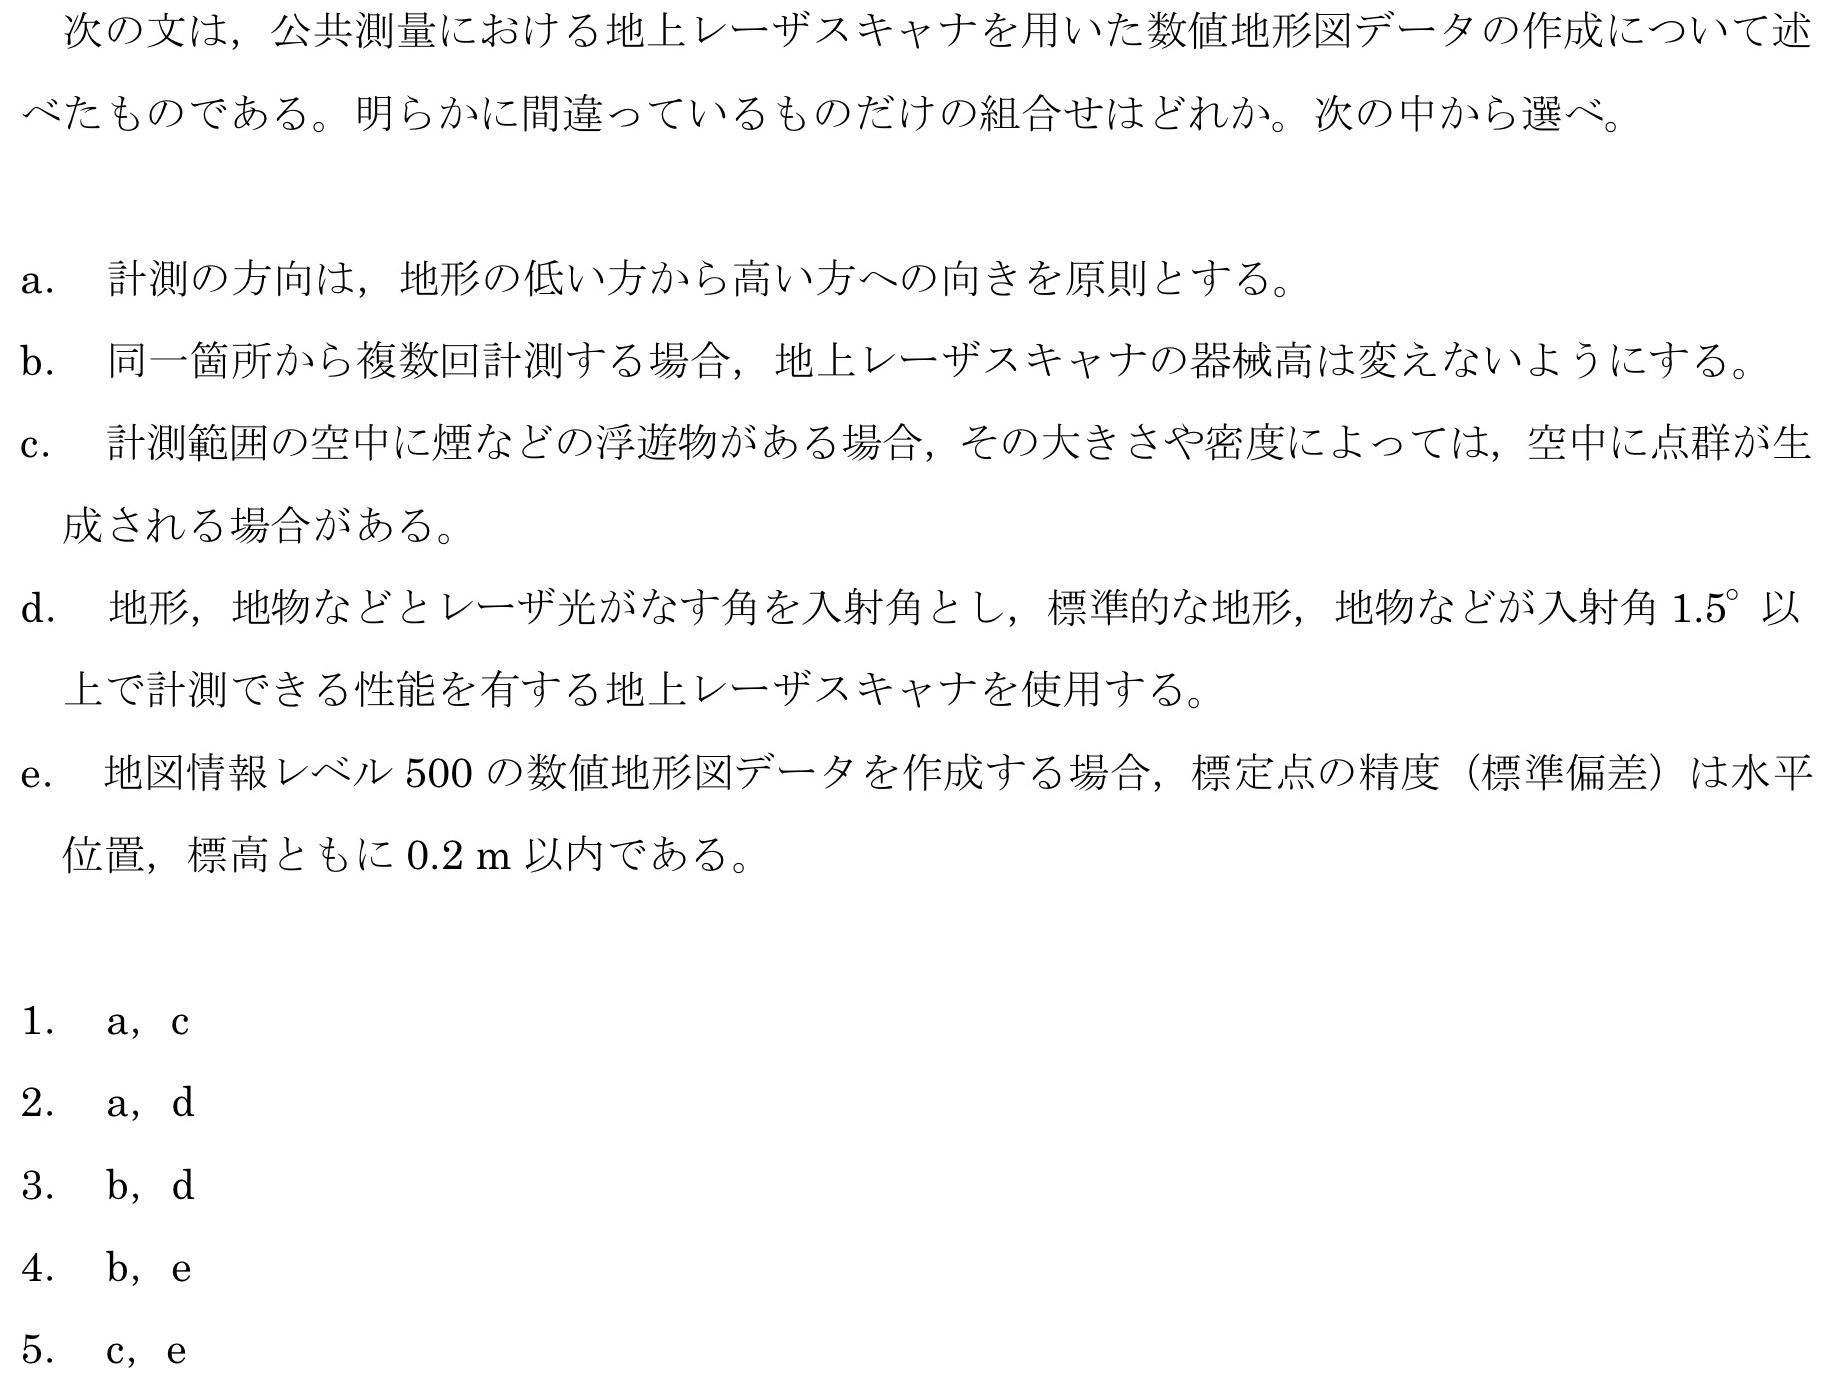 次の文は，公共測量における地上レーザスキャナを用いた数値地形図データの作成について述
べたものである。明らかに間違っているものだけの組合せはどれか。次の中から選べ。
a. 計測の方向は，地形の低い方から高い方への向きを原則とする。
b. 同一箇所から複数回計測する場合，地上レーザスキャナの器械高は変えないようにする。
c. 計測範囲の空中に煙などの浮遊物がある場合，その大きさや密度によっては，空中に点群が生
成される場合がある。
d. 地形，地物などとレーザ光がなす角を入射角とし，標準的な地形，地物などが入射角 1.5° 以
上で計測できる性能を有する地上レーザスキャナを使用する。
e. 地図情報レベル 500 の数値地形図データを作成する場合，標定点の精度（標準偏差）は水平
位置，標高ともに 0.2 m 以内である。
1. a，c
2. a，d
3. b，d
4. b，e
5. c，e